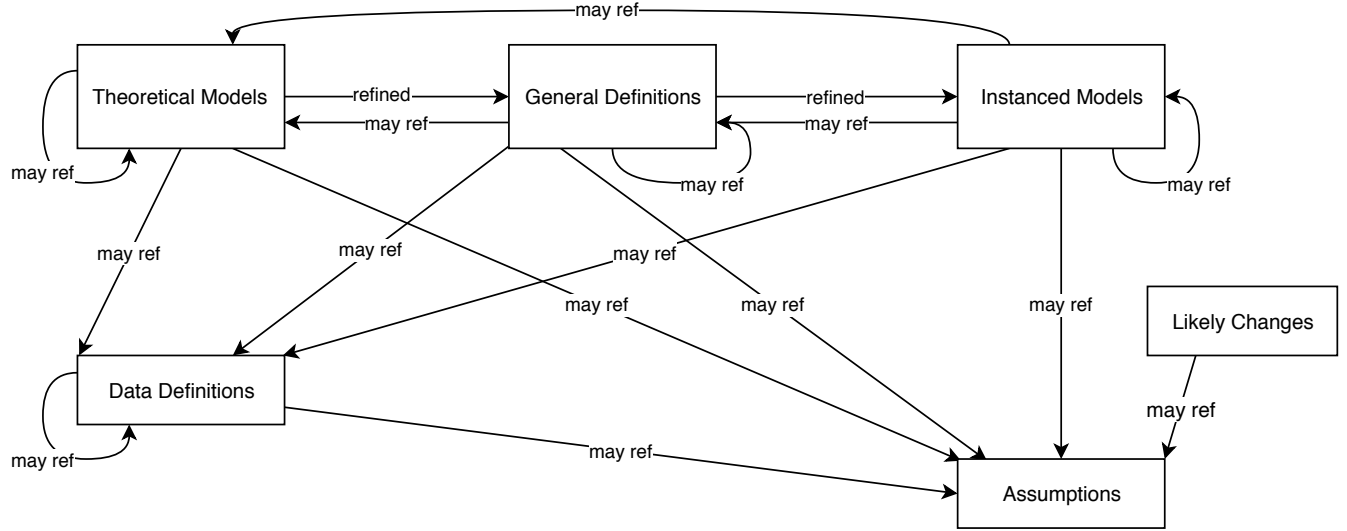 may ref
Theoretical Models
refined
General Definitions
refined
Instanced Models
may ref
may ref
may ref
may ref
may ref
may ref
may ref
may ref
may ref
may ref
may ref
may ref
Likely Changes
Data Definitions
may ref
may ref
may ref
Assumptions